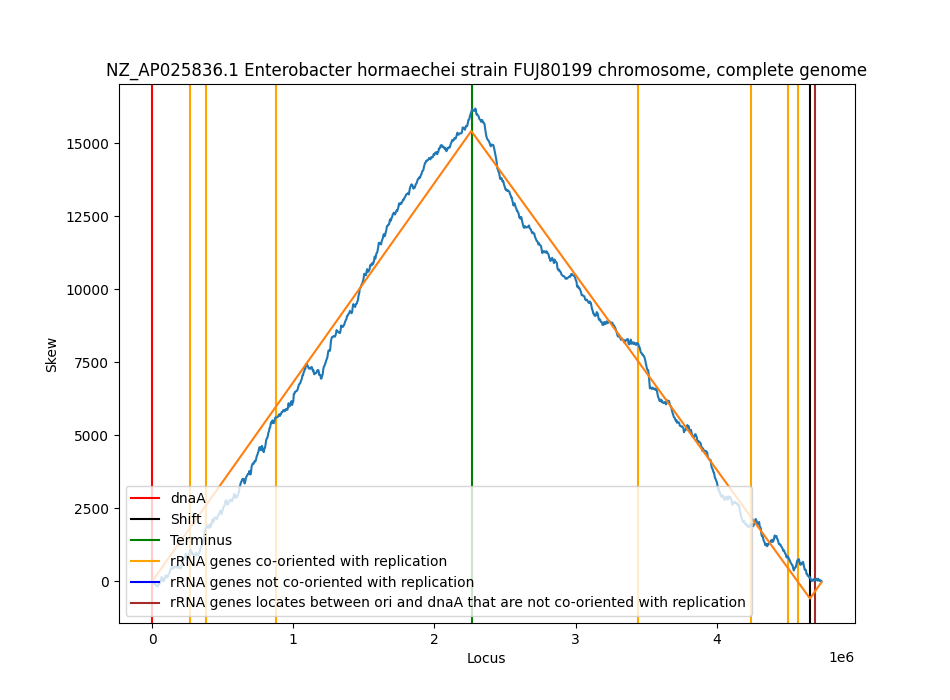 NZ_AP025836.1 Enterobacter hormaechei strain FUJ80199 chromosome, complete genome
Skew
15000
12500
10000
7500
5000
2500
0
dnaA
Shift
Terminus
rRNA genes co-oriented with replication
rRNA genes not co-oriented with replication
rRNA genes locates between ori and dnaA that are not co-oriented with replication
0 1 2 3 4
Locus
1e6